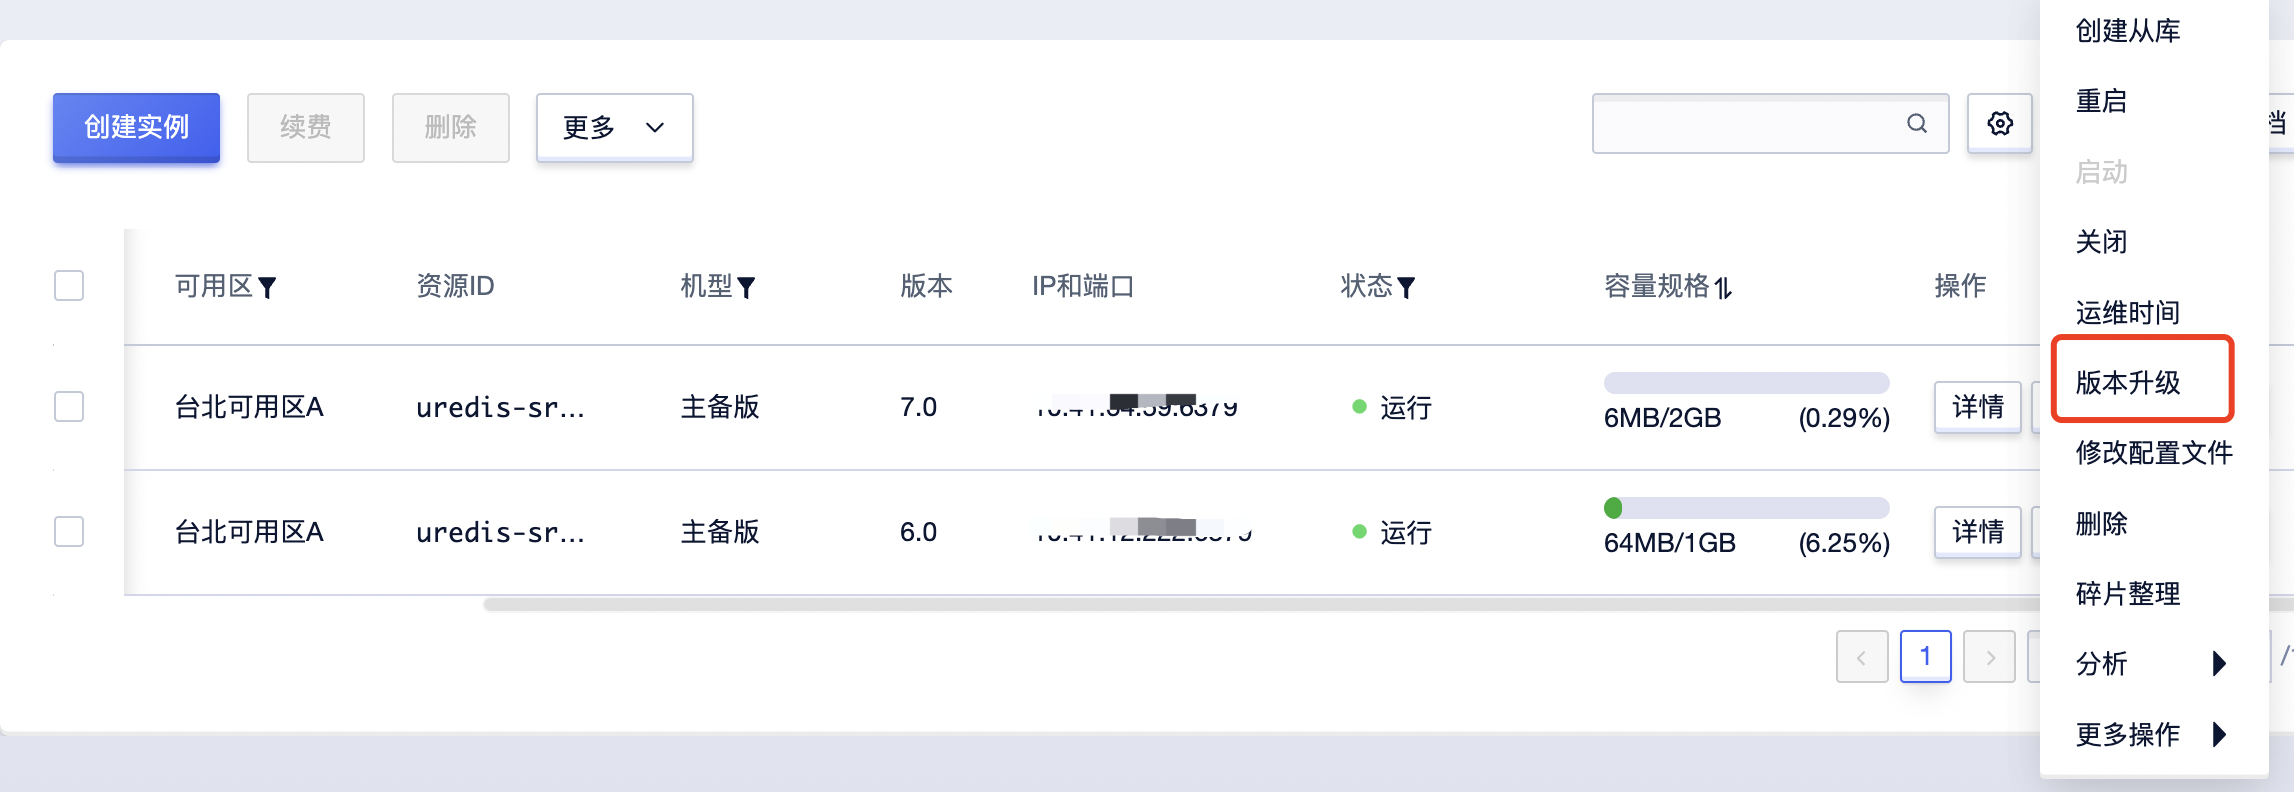 创建实例 续费 删除 更多
档
可用区 资源ID 机型 版本 IP和端口 状态 容量规格 操作
台北可用区A uredis-sr... 主备版 7.0 运行 6MB/2GB (0.29%) 详情
台北可用区A uredis-sr... 主备版 6.0 运行 64MB/1GB (6.25%) 详情
1
创建从库
重启
启动
关闭
运维时间
版本升级
修改配置文件
删除
碎片整理
分析
更多操作